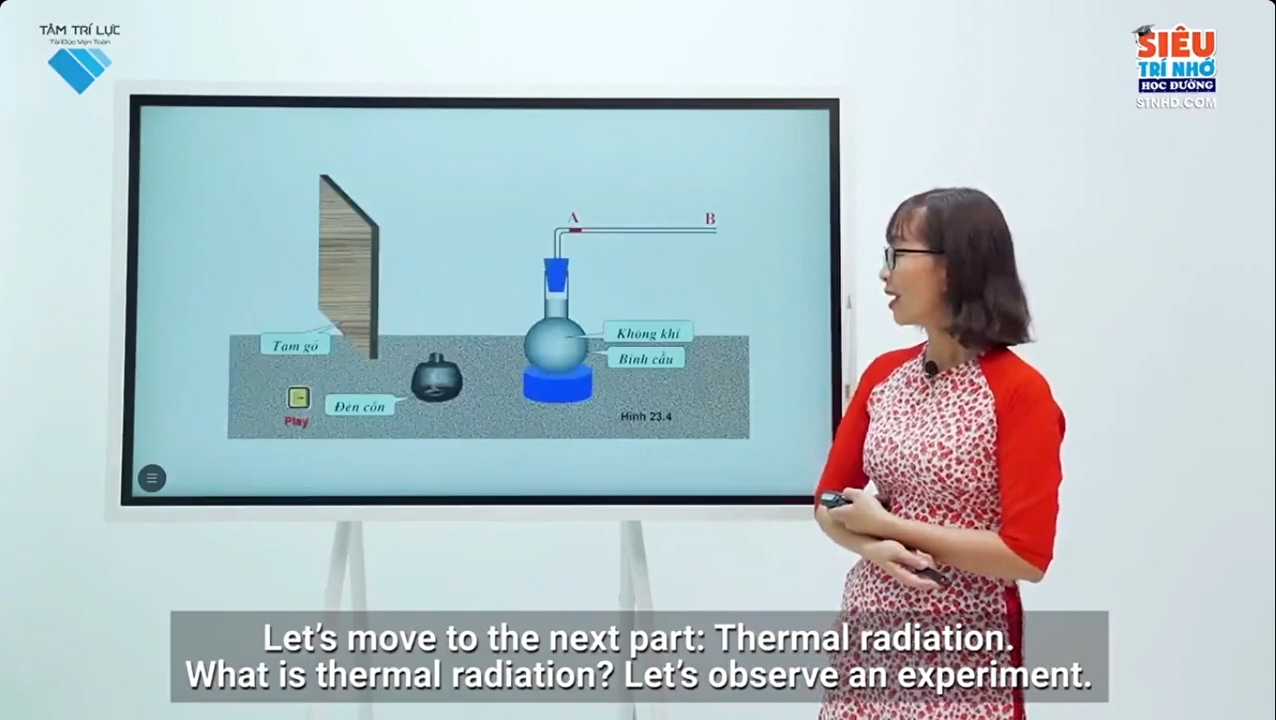 TÂM TRÍ LỰC
Tài Đức Vẹn Toàn
SIÊU
TRÍ NHỚ
HỌC ĐƯỜNG
STNHD.COM
A
B
Không khí
Bình cầu
Tấm gỗ
Đèn cồn
Play
Hình 23.4
Let's move to the next part: Thermal radiation.
What is thermal radiation? Let's observe an experiment.